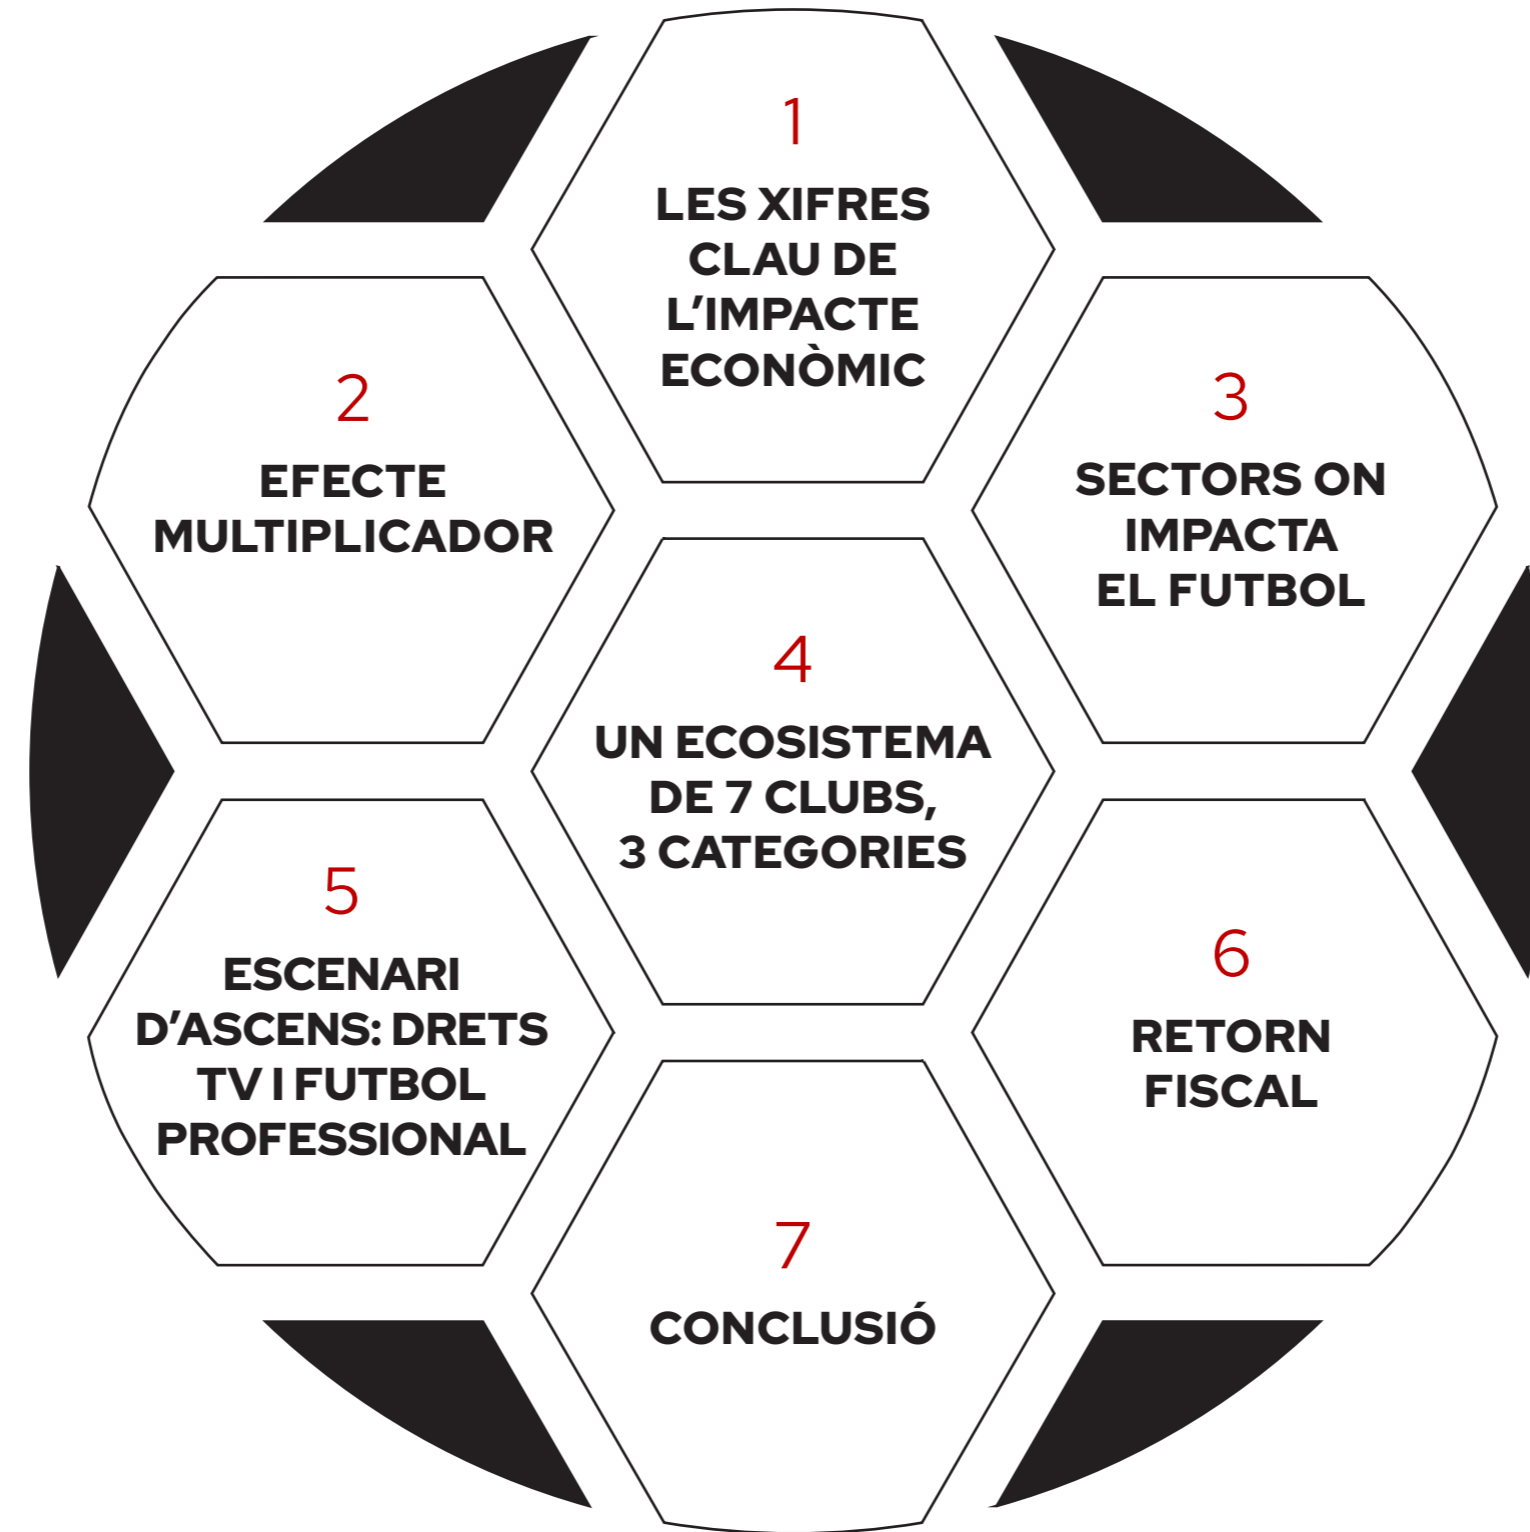 1
LES XIFRES
CLAU DE
L’IMPACTE
ECONÒMIC
2
EFECTE
MULTIPLICADOR
3
SECTORS ON
IMPACTA
EL FUTBOL
4
UN ECOSISTEMA
DE 7 CLUBS,
3 CATEGORIES
5
ESCENARI
D’ASCENS: DRETS
TV I FUTBOL
PROFESSIONAL
6
RETORN
FISCAL
7
CONCLUSIÓ